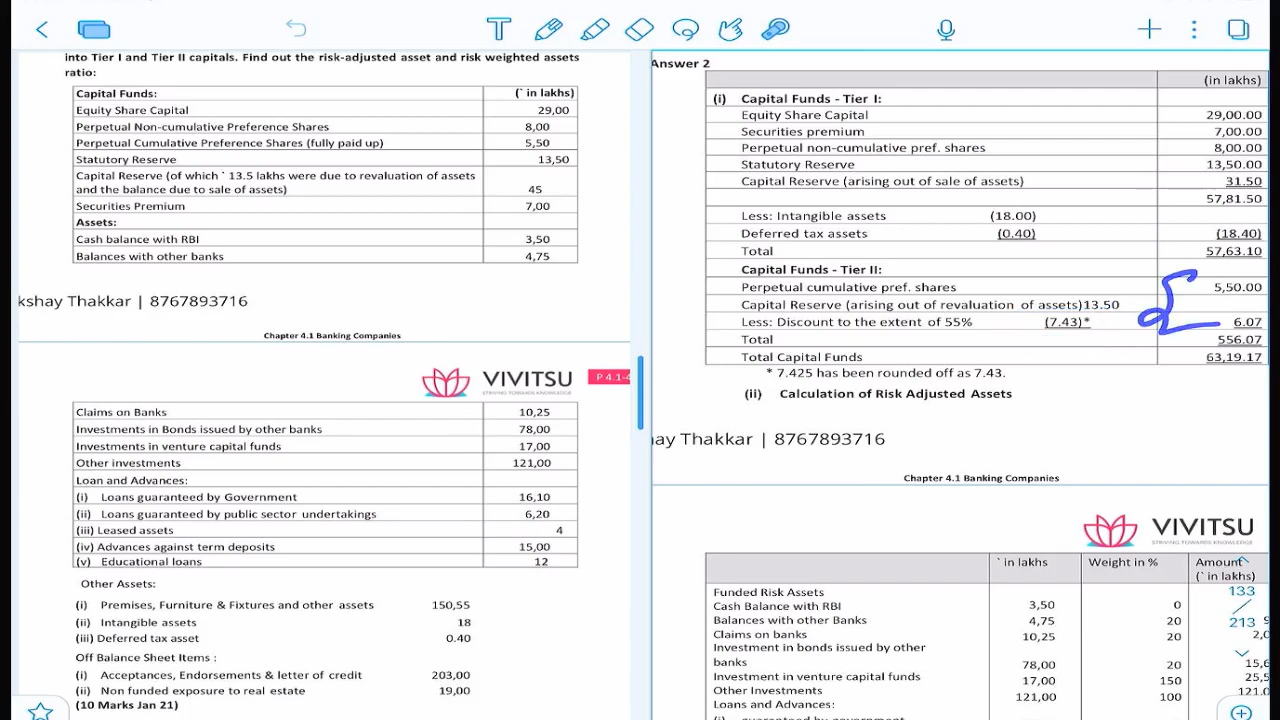 into Tier I and Tier II capitals. Find out the risk-adjusted asset and risk weighted assets
ratio:
Capital Funds: (` in lakhs)
Equity Share Capital 29,00
Perpetual Non-cumulative Preference Shares 8,00
Perpetual Cumulative Preference Shares (fully paid up) 5,50
Statutory Reserve 13,50
Capital Reserve (of which ` 13.5 lakhs were due to revaluation of assets
and the balance due to sale of assets) 45
Securities Premium 7,00
Assets:
Cash balance with RBI 3,50
Balances with other banks 4,75
kshay Thakkar | 8767893716
Chapter 4.1 Banking Companies
VIVITSU
STRIVING TOWARDS KNOWLEDGE
P 4.1-4
Claims on Banks 10,25
Investments in Bonds issued by other banks 78,00
Investments in venture capital funds 17,00
Other investments 121,00
Loan and Advances:
(i) Loans guaranteed by Government 16,10
(ii) Loans guaranteed by public sector undertakings 6,20
(iii) Leased assets 4
(iv) Advances against term deposits 15,00
(v) Educational loans 12
Other Assets:
(i) Premises, Furniture & Fixtures and other assets 150,55
(ii) Intangible assets 18
(iii) Deferred tax asset 0.40
Off Balance Sheet Items :
(i) Acceptances, Endorsements & letter of credit 203,00
(ii) Non funded exposure to real estate 19,00
(10 Marks Jan 21)
Answer 2
(in lakhs)
(i) Capital Funds - Tier I:
Equity Share Capital 29,00.00
Securities premium 7,00.00
Perpetual non-cumulative pref. shares 8,00.00
Statutory Reserve 13,50.00
Capital Reserve (arising out of sale of assets) 31.50
57,81.50
Less: Intangible assets (18.00)
Deferred tax assets (0.40) (18.40)
Total 57,63.10
Capital Funds - Tier II:
Perpetual cumulative pref. shares 5,50.00
Capital Reserve (arising out of revaluation of assets)13.50
Less: Discount to the extent of 55% (7.43)* 6.07
Total 556.07
Total Capital Funds 63,19.17
* 7.425 has been rounded off as 7.43.
(ii) Calculation of Risk Adjusted Assets
ay Thakkar | 8767893716
Chapter 4.1 Banking Companies
VIVITSU
STRIVING TOWARDS KNOWLEDGE
` in lakhs Weight in % Amount
(` in lakhs)
Funded Risk Assets
Cash Balance with RBI 3,50 0
Balances with other Banks 4,75 20 9
Claims on banks 10,25 20 2,0
Investment in bonds issued by other
banks 78,00 20 15,6
Investment in venture capital funds 17,00 150 25,5
Other Investments 121,00 100 121.0
Loans and Advances:
133
/
213